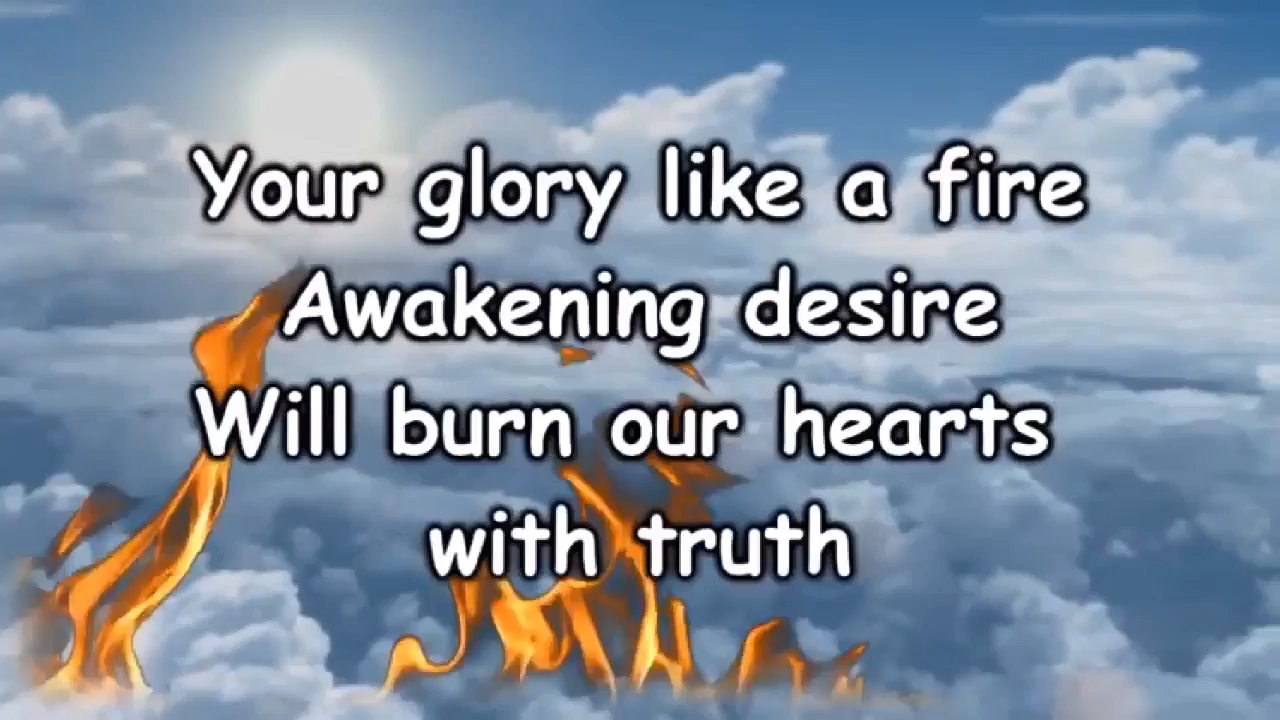 Your glory like a fire
Awakening desire
Will burn our hearts
with truth